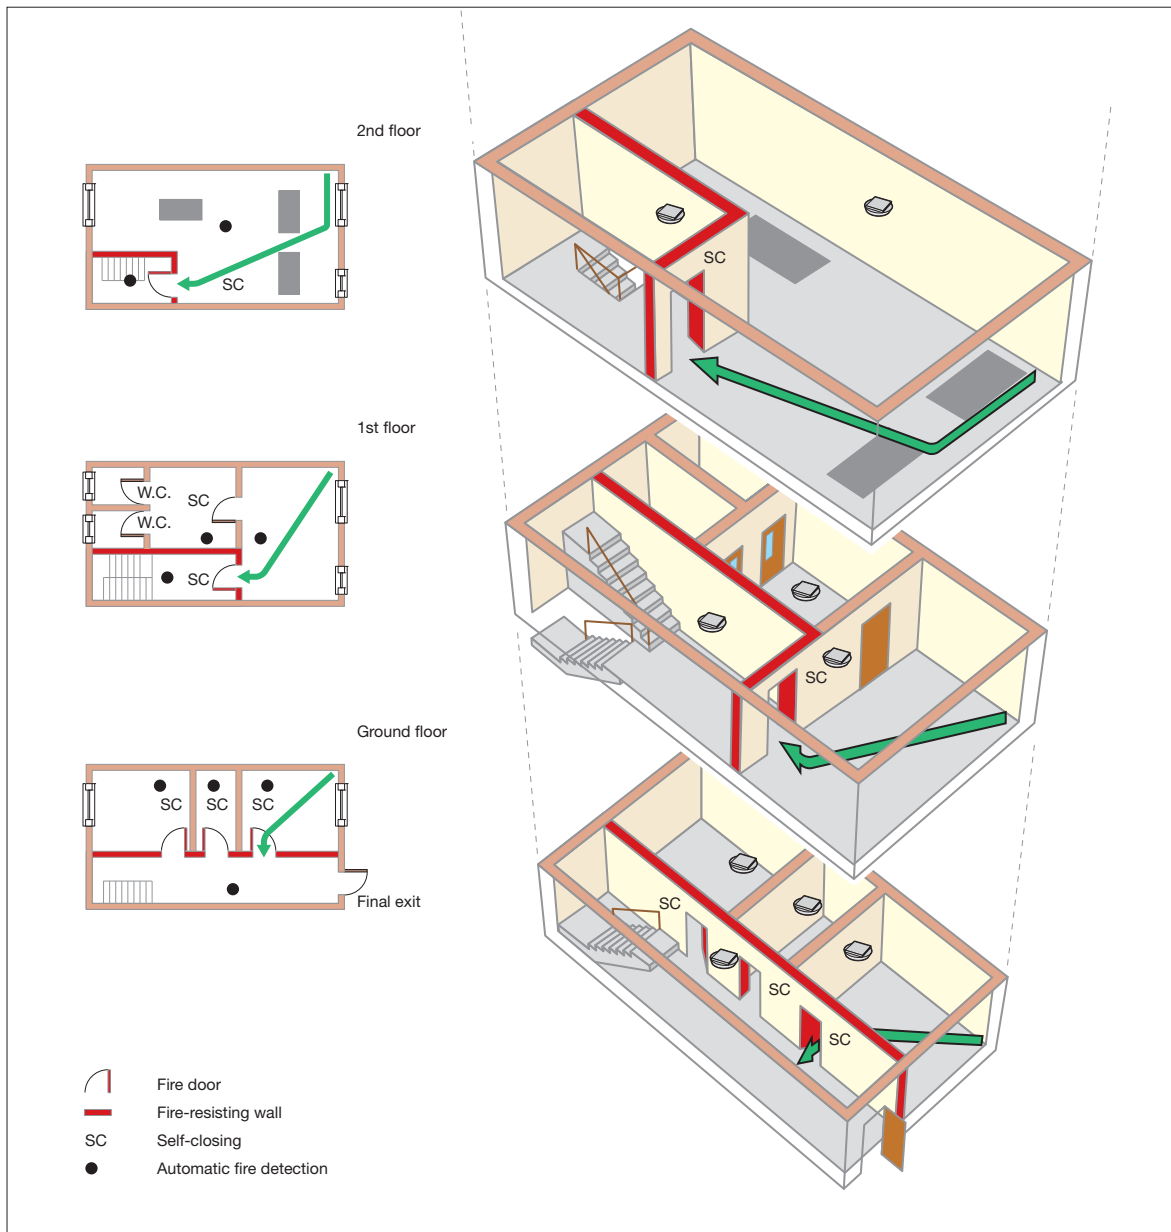 2nd floor
SC
SC
1st floor
W.C.
SC
W.C.
SC
SC
Ground floor
SC
SC
SC
SC
SC
SC
Final exit
Fire door
Fire-resisting wall
SC
Self-closing
Automatic fire detection